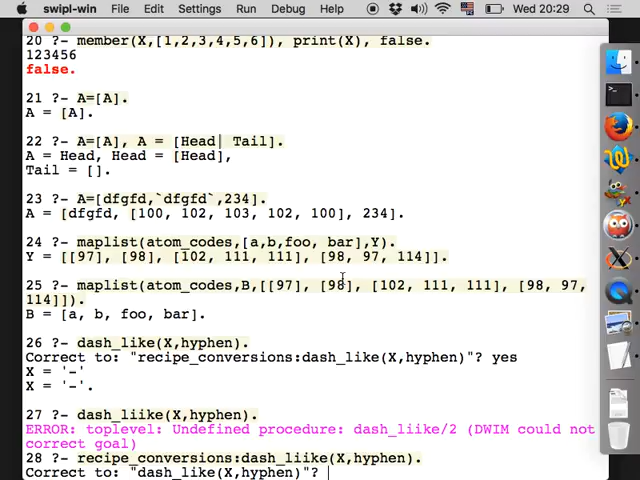 swipl-win File Edit Settings Run Debug Help Wed 20:29
20 ?- member(X,[1,2,3,4,5,6]), print(X), false.
123456
false.
21 ?- A=[A].
A = [A].
22 ?- A=[A], A = [Head| Tail].
A = Head, Head = [Head],
Tail = [].
23 ?- A=[dfgfd,`dfgfd`,234].
A = [dfgfd, [100, 102, 103, 102, 100], 234].
24 ?- maplist(atom_codes,[a,b,foo, bar],Y).
Y = [[97], [98], [102, 111, 111], [98, 97, 114]].
25 ?- maplist(atom_codes,B,[[97], [98], [102, 111, 111], [98, 97,
114]]).
B = [a, b, foo, bar].
26 ?- dash_like(X,hyphen).
Correct to: "recipe_conversions:dash_like(X,hyphen)"? yes
X = '-'
X = '-'.
27 ?- dash_liike(X,hyphen).
ERROR: toplevel: Undefined procedure: dash_liike/2 (DWIM could not
correct goal)
28 ?- recipe_conversions:dash_liike(X,hyphen).
Correct to: "dash_like(X,hyphen)"?